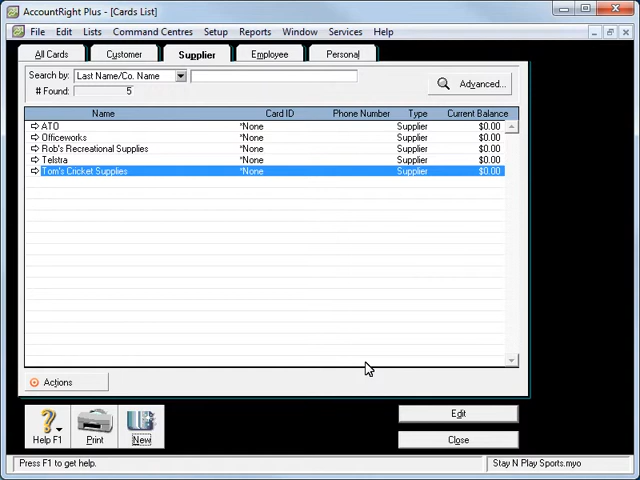 AccountRight Plus - [Cards List]
File Edit Lists Command Centres Setup Reports Window Services Help
All Cards Customer Supplier Employee Personal
Search by: Last Name/Co. Name Advanced...
# Found: 5
Name Card ID Phone Number Type Current Balance
ATO *None Supplier $0.00
Officeworks *None Supplier $0.00
Rob's Recreational Supplies *None Supplier $0.00
Telstra *None Supplier $0.00
Tom's Cricket Supplies *None Supplier $0.00
Actions
Help F1 Print New Edit
Close
Press F1 to get help. Stay N Play Sports.myo